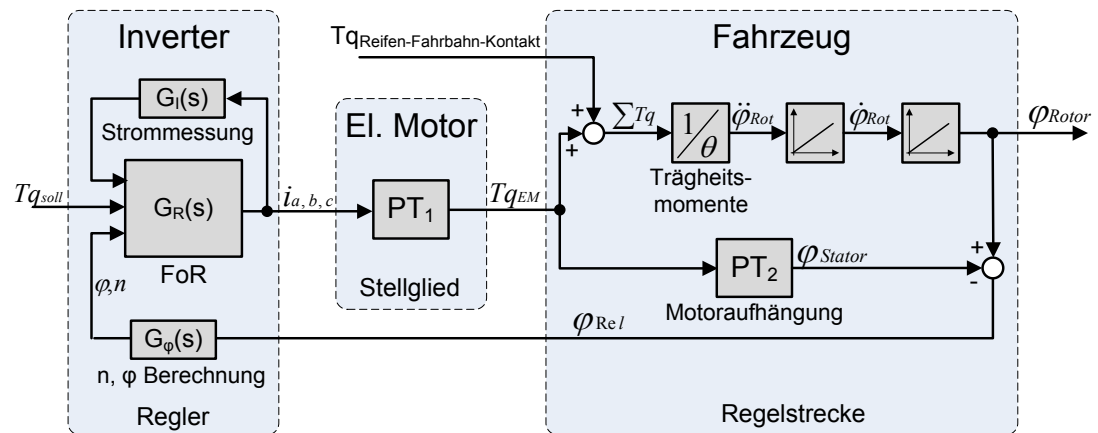 Inverter
G_I(s)
Strommessung
Tq_soll
G_R(s)
FoR
φ,n
G_φ(s)
n, φ Berechnung
Regler
i_a, b, c
El. Motor
PT_1
Stellglied
Tq_EM
Tq_Reifen-Fahrbahn-Kontakt
Fahrzeug
+
+
∑Tq
1/θ
Trägheits-
momente
φ̈_Rot
φ̇_Rot
φ_Rotor
PT_2
Motoraufhängung
φ_Stator
+
-
φ_Rel
Regelstrecke